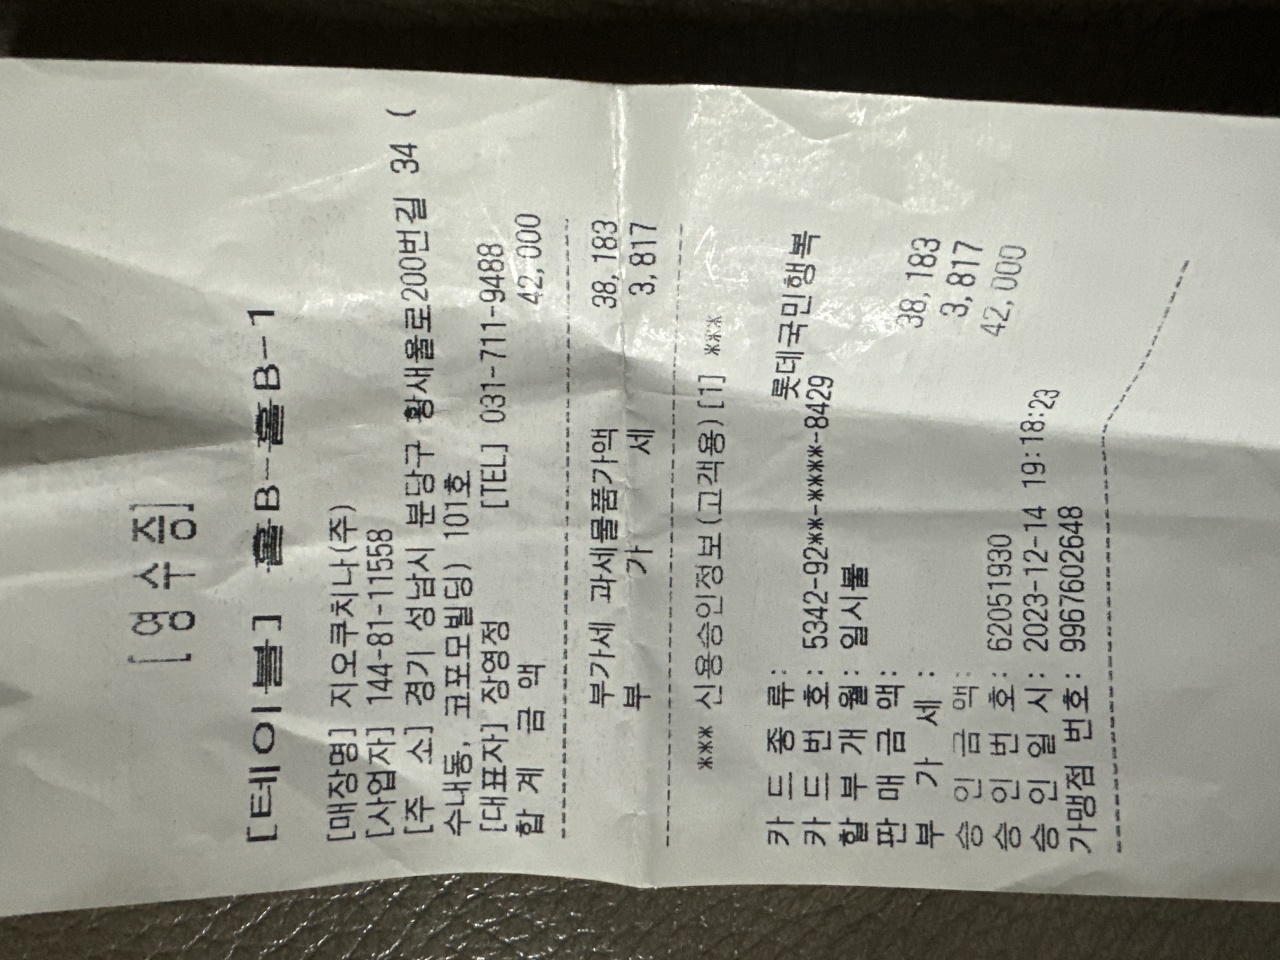 [영 수 증]
[테이블] 홀B-홀B-1
[매장명] 지오쿠치나(주)
[사업자] 144-81-11558
[주 소] 경기 성남시 분당구 황새울로200번길 34 (
수내동, 코포모빌딩) 101호
[대표자] 장영정 [TEL] 031-711-9488
합 계 금 액 42,000
부가세 과세물품가액 38,183
부 가 세 3,817
*** 신용승인정보(고객용)[1] ***
카 드 종 류: 롯데국민행복
카 드 번 호: 5342-92**-****-8429
할 부 개 월: 일시불
판 매 금 액: 38,183
부 가 세 : 3,817
승 인 금 액: 42,000
승 인 번 호: 62051930
승 인 일 시: 2023-12-14 19:18:23
가맹점 번호: 9967602648